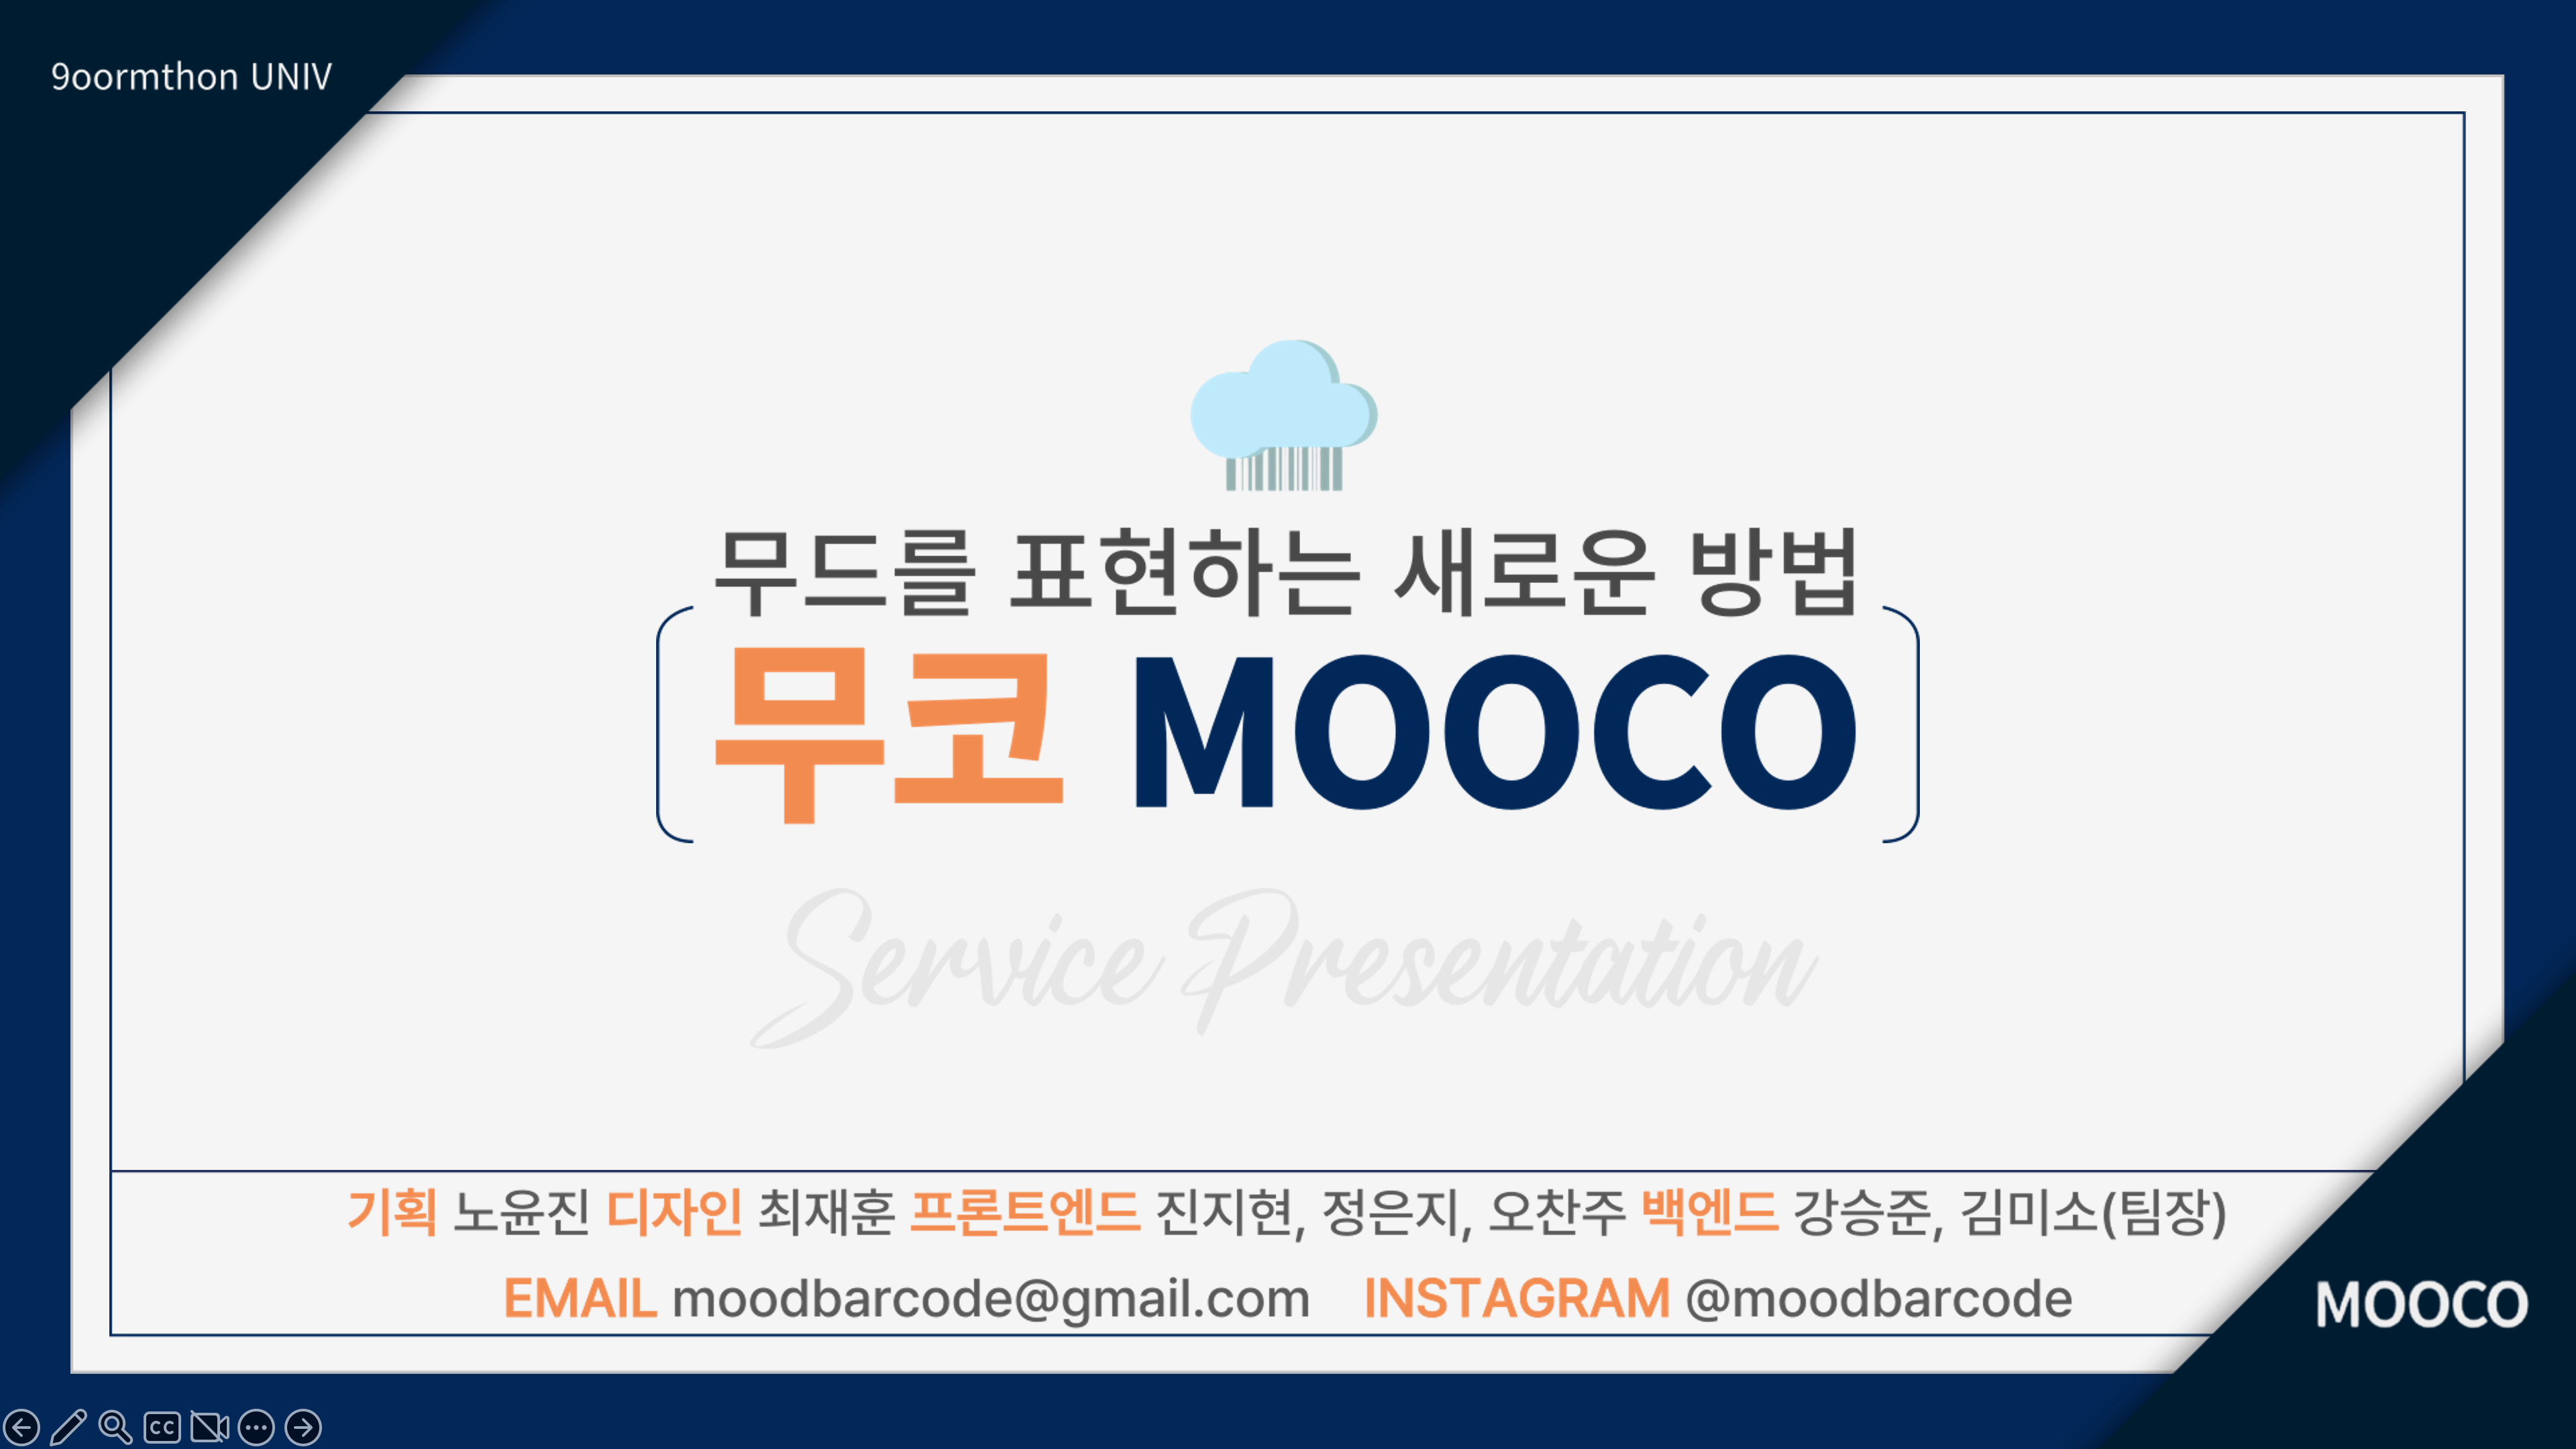 9oormthon UNIV
무드를 표현하는 새로운 방법
무코 MOOCO
Service Presentation
기획 노윤진 디자인 최재훈 프론트엔드 진지현, 정은지, 오찬주 백엔드 강승준, 김미소(팀장)
EMAIL moodbarcode@gmail.com INSTAGRAM @moodbarcode
MOOCO
CC